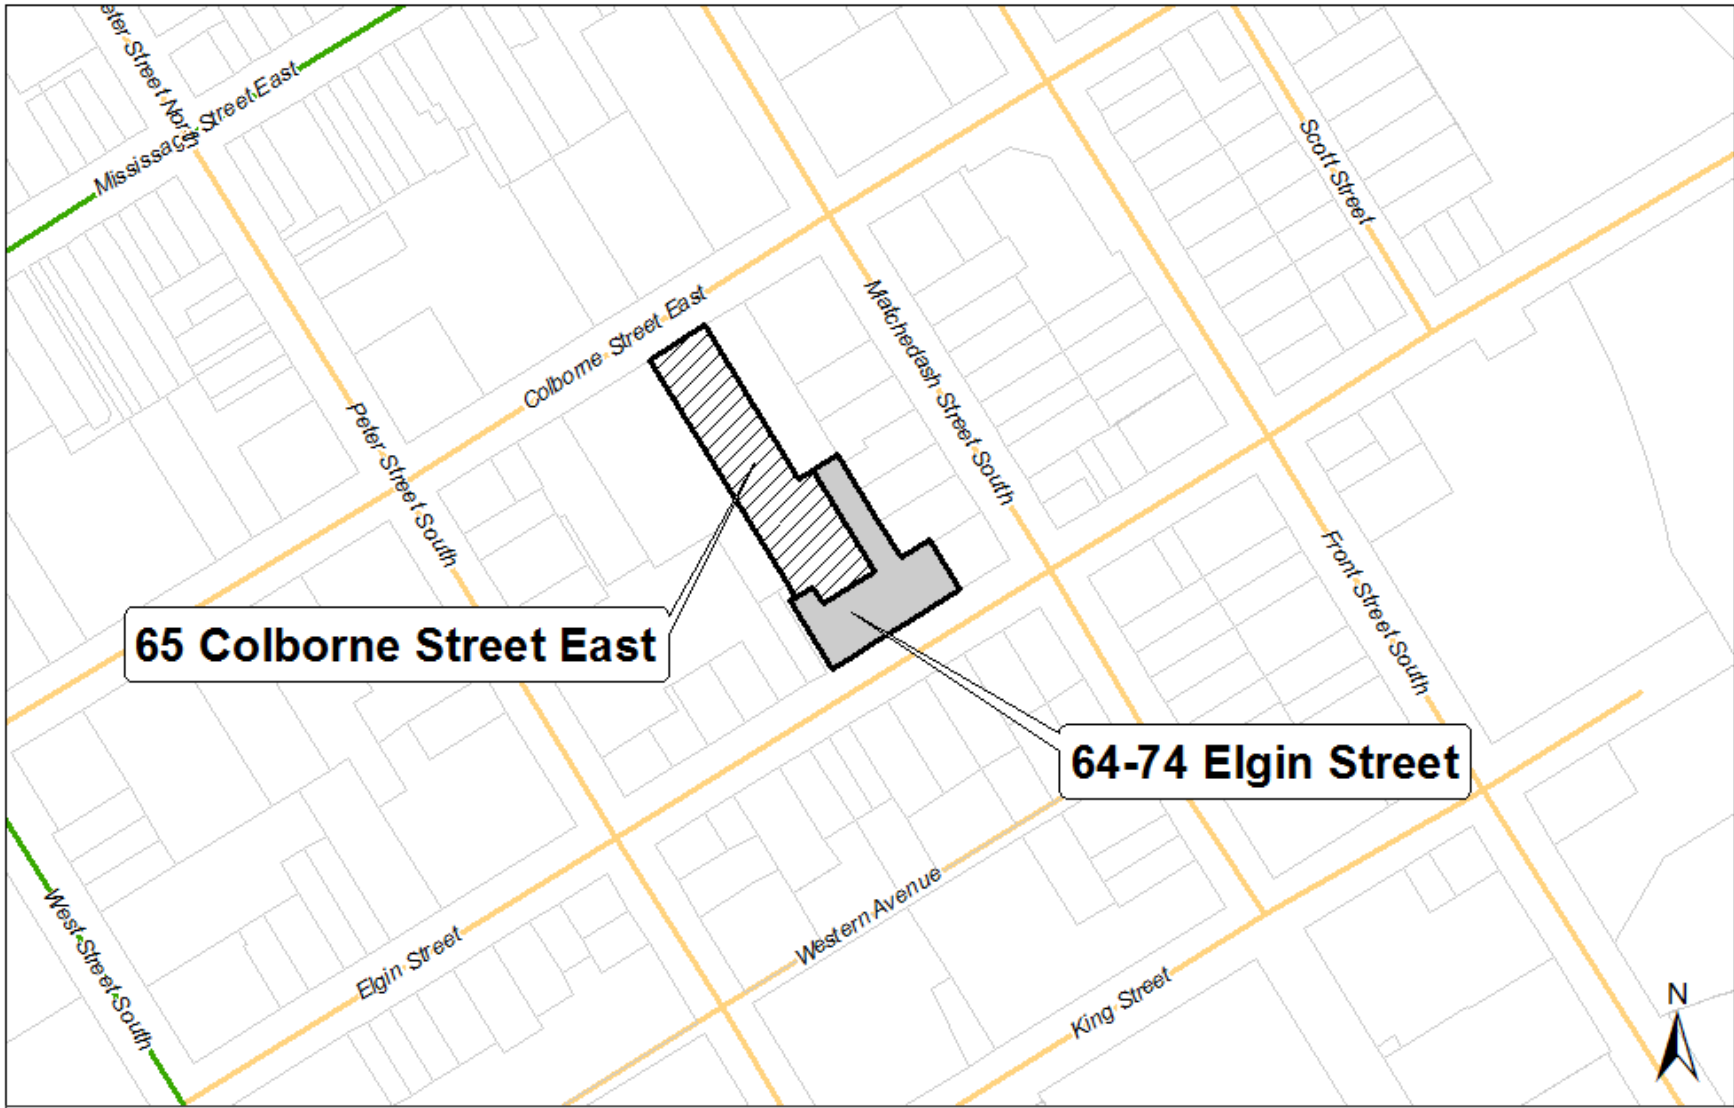 Peter Street North
Mississaga Street East
Scott Street
Colborne Street East
Matchedash Street South
Peter Street South
Front Street South
65 Colborne Street East
64-74 Elgin Street
Western Avenue
West Street South
Elgin Street
King Street
N